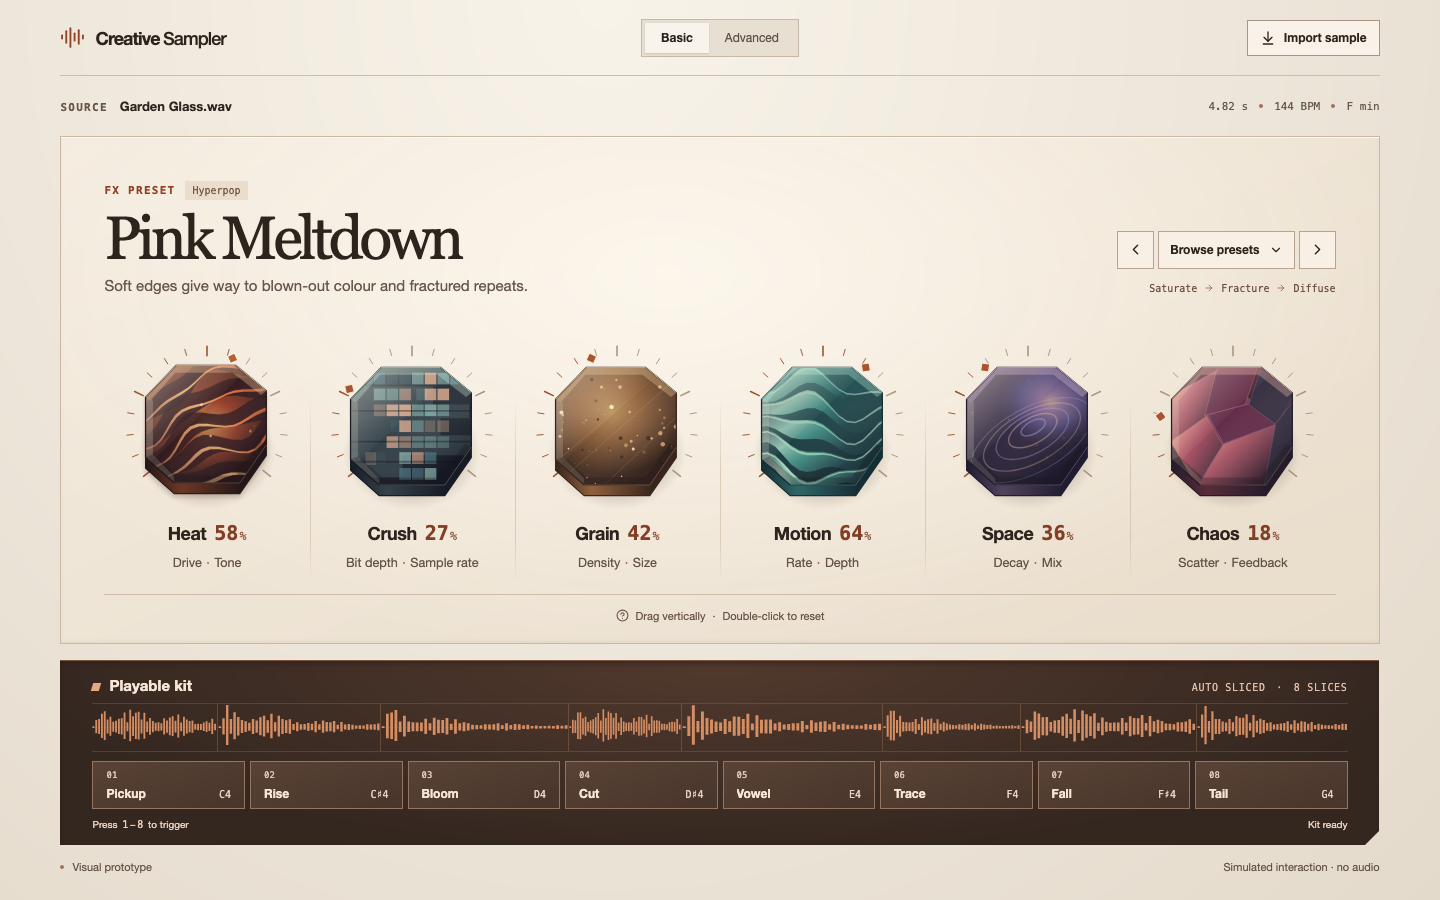 Creative Sampler
Basic Advanced
Import sample
SOURCE Garden Glass.wav
4.82 s • 144 BPM • F min
FX PRESET Hyperpop
Pink Meltdown
Soft edges give way to blown-out colour and fractured repeats.
Browse presets
Saturate → Fracture → Diffuse
Heat 58%
Drive · Tone
Crush 27%
Bit depth · Sample rate
Grain 42%
Density · Size
Motion 64%
Rate · Depth
Space 36%
Decay · Mix
Chaos 18%
Scatter · Feedback
Drag vertically · Double-click to reset
Playable kit
AUTO SLICED · 8 SLICES
01
Pickup C4
02
Rise C♯4
03
Bloom D4
04
Cut D♯4
05
Vowel E4
06
Trace F4
07
Fall F♯4
08
Tail G4
Press 1–8 to trigger
Kit ready
• Visual prototype
Simulated interaction · no audio